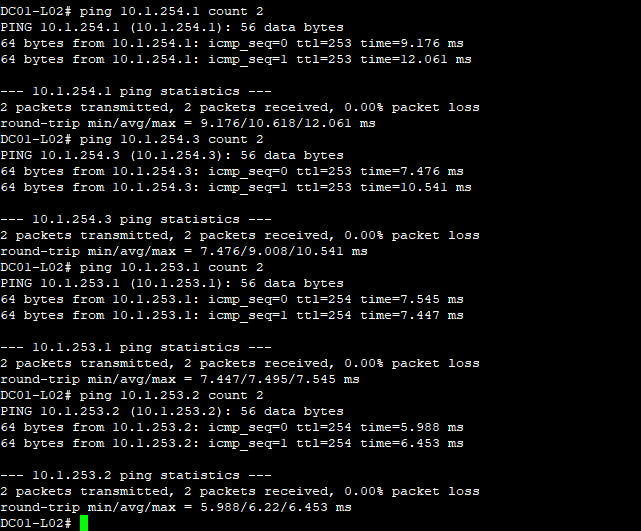 DC01-L02# ping 10.1.254.1 count 2
PING 10.1.254.1 (10.1.254.1): 56 data bytes
64 bytes from 10.1.254.1: icmp_seq=0 ttl=253 time=9.176 ms
64 bytes from 10.1.254.1: icmp_seq=1 ttl=253 time=12.061 ms

--- 10.1.254.1 ping statistics ---
2 packets transmitted, 2 packets received, 0.00% packet loss
round-trip min/avg/max = 9.176/10.618/12.061 ms
DC01-L02# ping 10.1.254.3 count 2
PING 10.1.254.3 (10.1.254.3): 56 data bytes
64 bytes from 10.1.254.3: icmp_seq=0 ttl=253 time=7.476 ms
64 bytes from 10.1.254.3: icmp_seq=1 ttl=253 time=10.541 ms

--- 10.1.254.3 ping statistics ---
2 packets transmitted, 2 packets received, 0.00% packet loss
round-trip min/avg/max = 7.476/9.008/10.541 ms
DC01-L02# ping 10.1.253.1 count 2
PING 10.1.253.1 (10.1.253.1): 56 data bytes
64 bytes from 10.1.253.1: icmp_seq=0 ttl=254 time=7.545 ms
64 bytes from 10.1.253.1: icmp_seq=1 ttl=254 time=7.447 ms

--- 10.1.253.1 ping statistics ---
2 packets transmitted, 2 packets received, 0.00% packet loss
round-trip min/avg/max = 7.447/7.495/7.545 ms
DC01-L02# ping 10.1.253.2 count 2
PING 10.1.253.2 (10.1.253.2): 56 data bytes
64 bytes from 10.1.253.2: icmp_seq=0 ttl=254 time=5.988 ms
64 bytes from 10.1.253.2: icmp_seq=1 ttl=254 time=6.453 ms

--- 10.1.253.2 ping statistics ---
2 packets transmitted, 2 packets received, 0.00% packet loss
round-trip min/avg/max = 5.988/6.22/6.453 ms
DC01-L02#